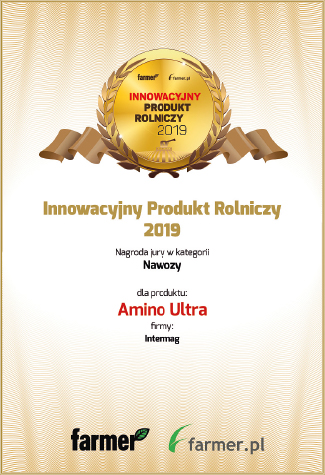 farmer farmer.pl
INNOWACYJNY
PRODUKT
ROLNICZY
2019
Innowacyjny Produkt Rolniczy
2019
Nagroda jury w kategorii
Nawozy
dla produktu:
Amino Ultra
firmy:
Intermag
farmer farmer.pl